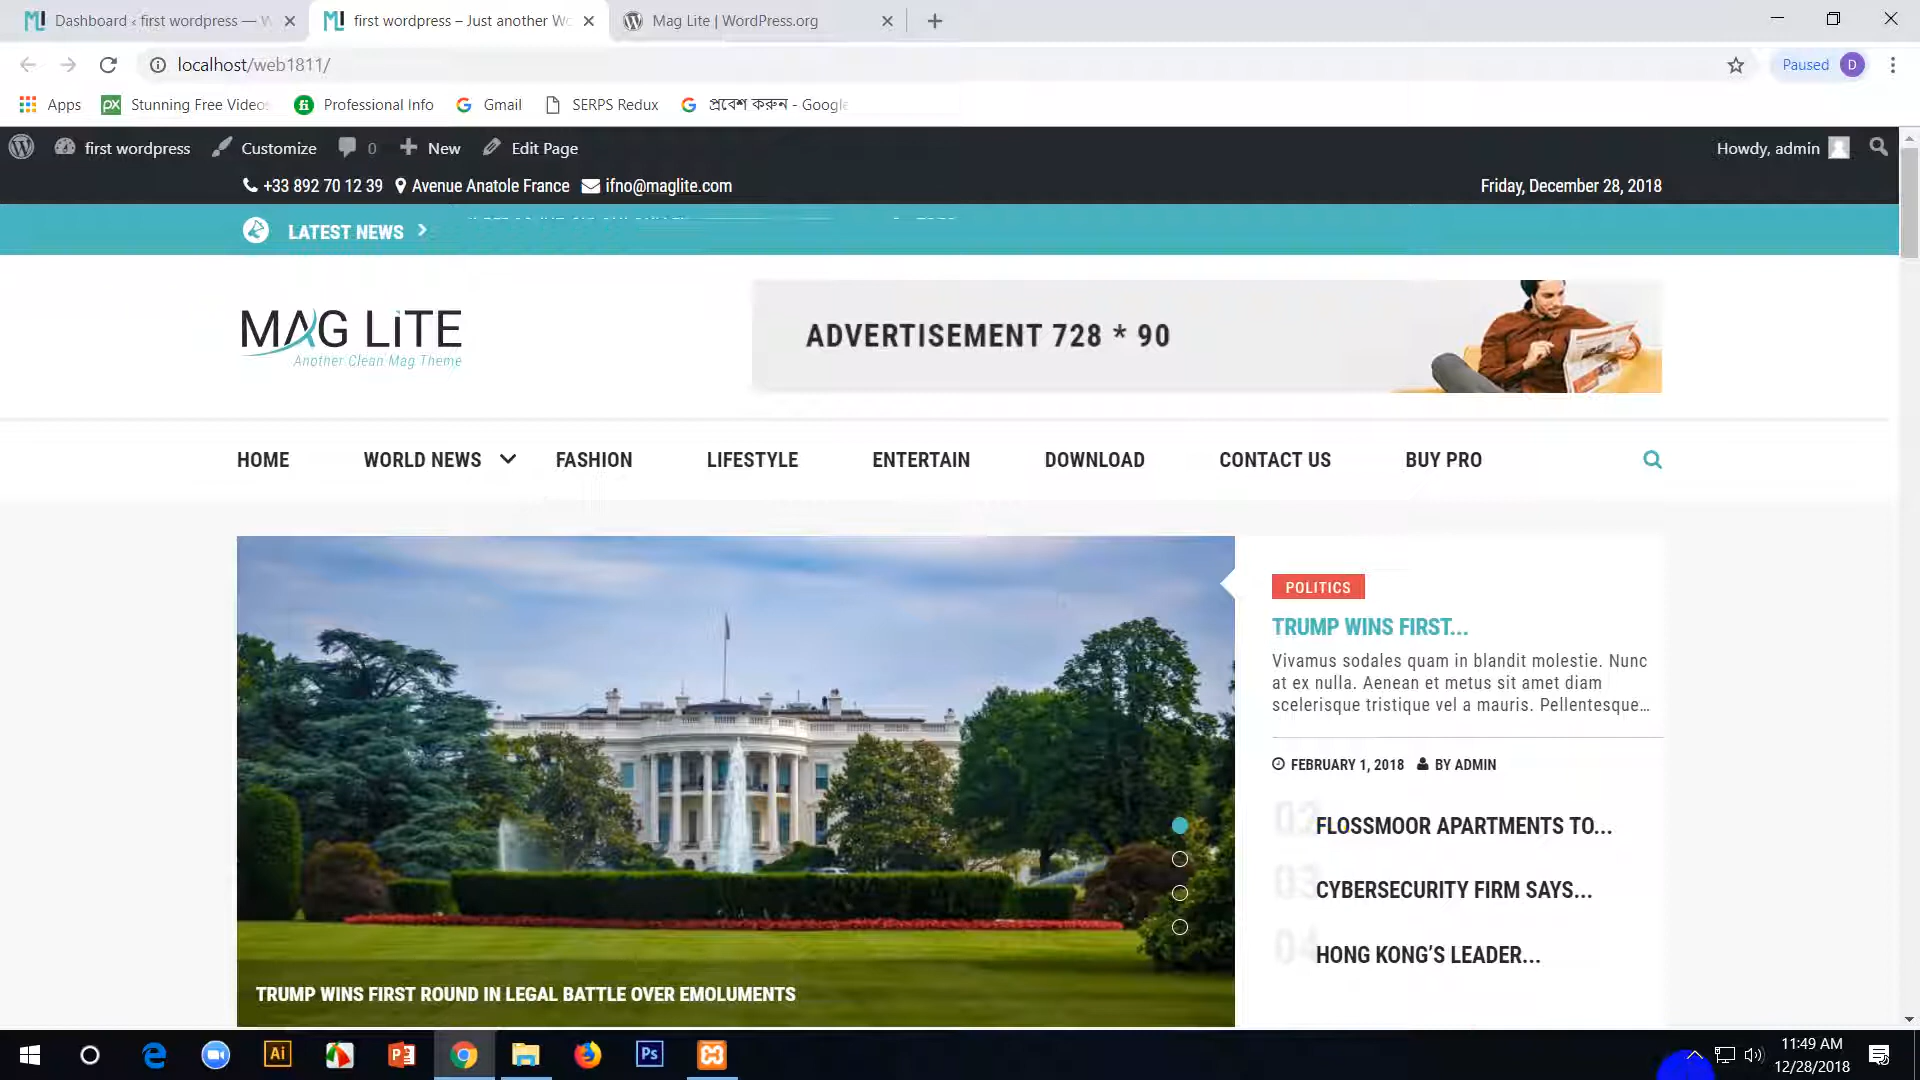 Dashboard ‹ first wordpress — W
first wordpress – Just another Wo
Mag Lite | WordPress.org
localhost/web1811/
Paused
D
Apps
Stunning Free Videos
Professional Info
Gmail
SERPS Redux
প্রবেশ করুন - Google
first wordpress
Customize
0
New
Edit Page
Howdy, admin
+33 892 70 12 39
Avenue Anatole France
ifno@maglite.com
Friday, December 28, 2018
LATEST NEWS
MAG LiTE
Another Clean Mag Theme
ADVERTISEMENT 728 * 90
HOME
WORLD NEWS
FASHION
LIFESTYLE
ENTERTAIN
DOWNLOAD
CONTACT US
BUY PRO
POLITICS
TRUMP WINS FIRST...
Vivamus sodales quam in blandit molestie. Nunc
at ex nulla. Aenean et metus sit amet diam
scelerisque tristique vel a mauris. Pellentesque...
FEBRUARY 1, 2018
BY ADMIN
02
FLOSSMOOR APARTMENTS TO...
03
CYBERSECURITY FIRM SAYS...
04
HONG KONG'S LEADER...
TRUMP WINS FIRST ROUND IN LEGAL BATTLE OVER EMOLUMENTS
Ai
Ps
11:49 AM
12/28/2018